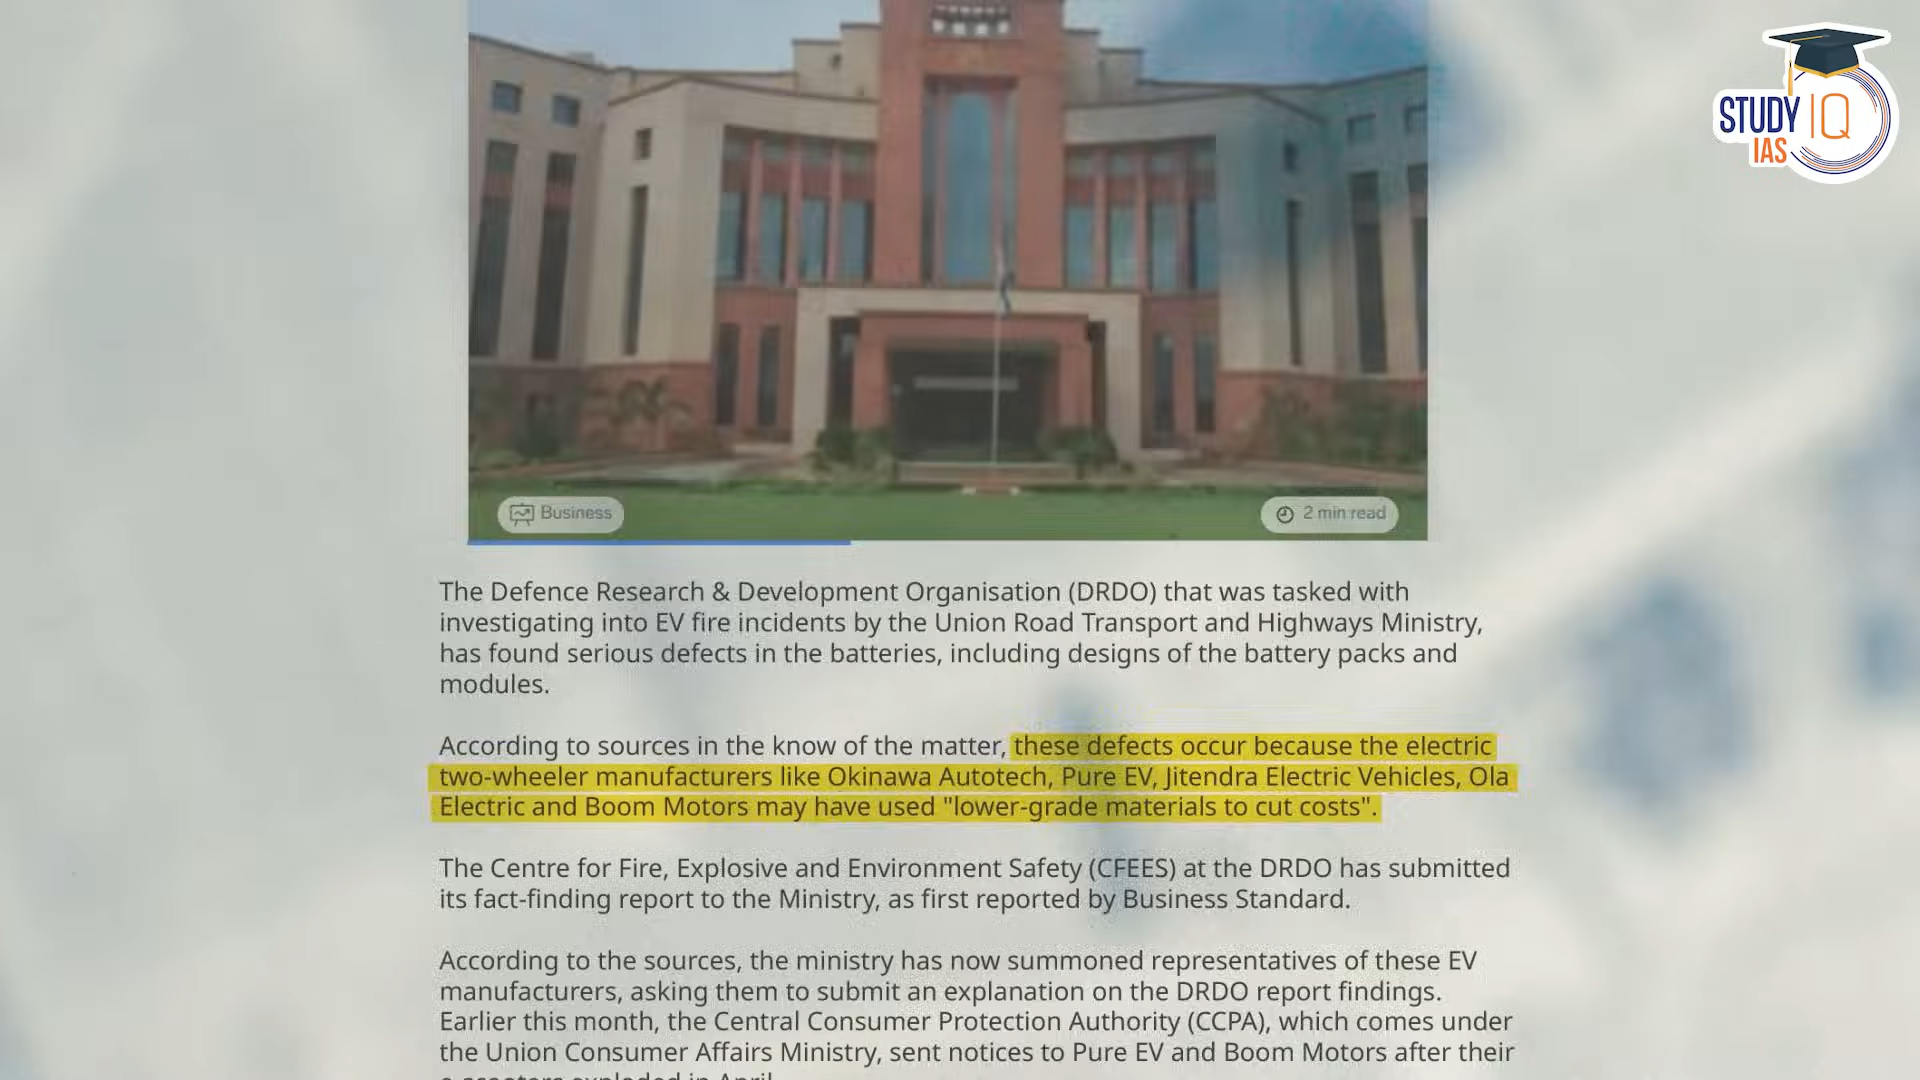 STUDY IQ
IAS
Business
2 min read
The Defence Research & Development Organisation (DRDO) that was tasked with
investigating into EV fire incidents by the Union Road Transport and Highways Ministry,
has found serious defects in the batteries, including designs of the battery packs and
modules.
According to sources in the know of the matter, these defects occur because the electric
two-wheeler manufacturers like Okinawa Autotech, Pure EV, Jitendra Electric Vehicles, Ola
Electric and Boom Motors may have used "lower-grade materials to cut costs".
The Centre for Fire, Explosive and Environment Safety (CFEES) at the DRDO has submitted
its fact-finding report to the Ministry, as first reported by Business Standard.
According to the sources, the ministry has now summoned representatives of these EV
manufacturers, asking them to submit an explanation on the DRDO report findings.
Earlier this month, the Central Consumer Protection Authority (CCPA), which comes under
the Union Consumer Affairs Ministry, sent notices to Pure EV and Boom Motors after their
e-scooters exploded in April